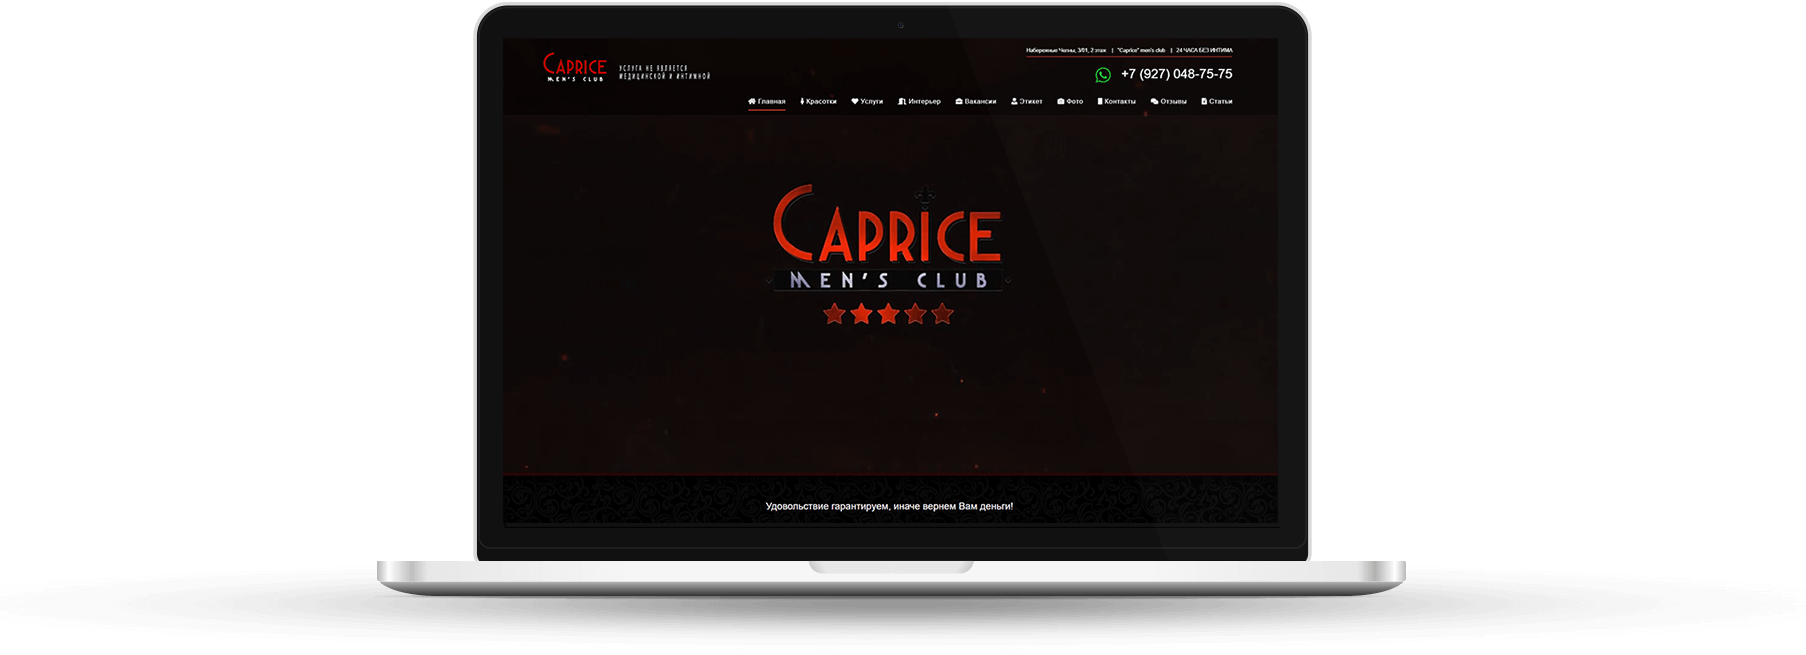 Набережные Челны, 3/01, 2 этаж | "Caprice" men's club | 24 ЧАСА БЕЗ ИНТИМА
CAPRICE
MEN'S CLUB
УСЛУГА НЕ ЯВЛЯЕТСЯ
МЕДИЦИНСКОЙ И ИНТИМНОЙ
+7 (927) 048-75-75
Главная Красотки Услуги Интерьер Вакансии Этикет Фото Контакты Отзывы Статьи
CAPRICE
MEN'S CLUB
Удовольствие гарантируем, иначе вернем Вам деньги!